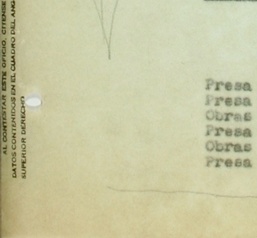 AL CONTESTAR ESTE OFICIO, CITENSE
DATOS CONTENIDOS EN EL CUADRO DEL ANG
SUPERIOR DERECHO
Presa
Presa
Obras
Presa
Obras
Presa